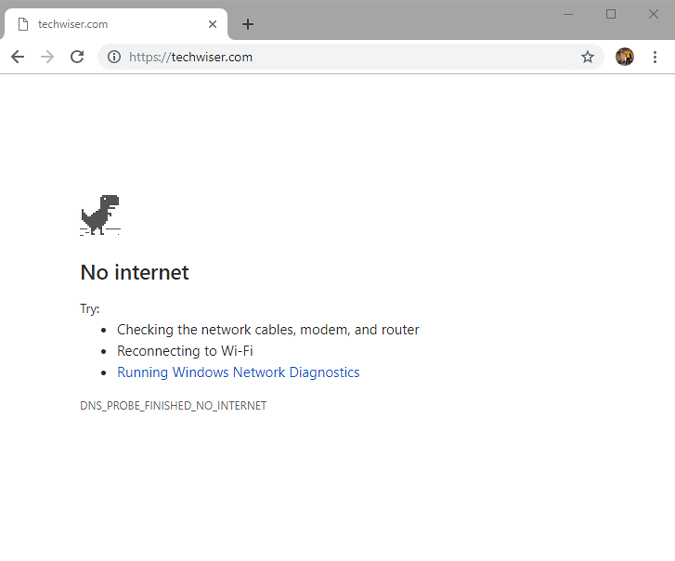 techwiser.com
https://techwiser.com
No internet
Try:
Checking the network cables, modem, and router
Reconnecting to Wi-Fi
Running Windows Network Diagnostics
DNS_PROBE_FINISHED_NO_INTERNET